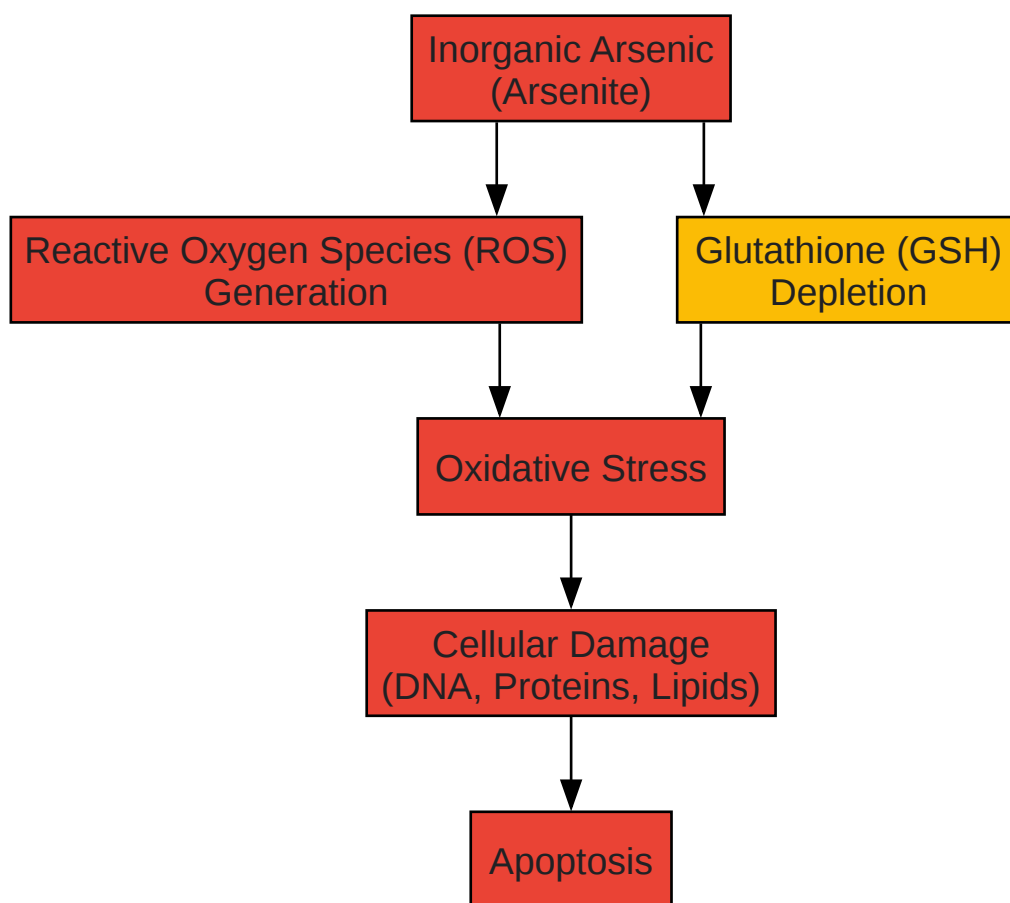 Inorganic Arsenic
(Arsenite)
Reactive Oxygen Species (ROS)
Generation
Glutathione (GSH)
Depletion
Oxidative Stress
Cellular Damage
(DNA, Proteins, Lipids)
Apoptosis